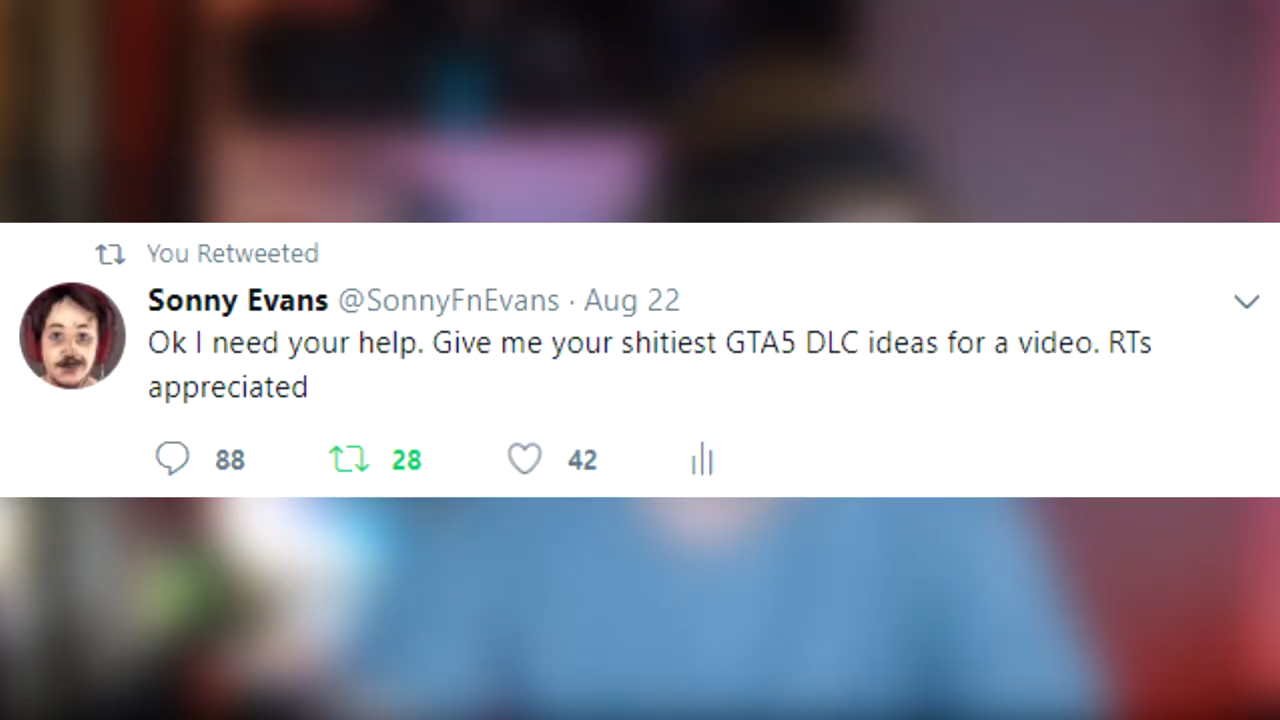 You Retweeted
Sonny Evans @SonnyFnEvans · Aug 22
Ok I need your help. Give me your shitiest GTA5 DLC ideas for a video. RTs
appreciated
88 28 42